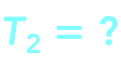 T₂ = ?